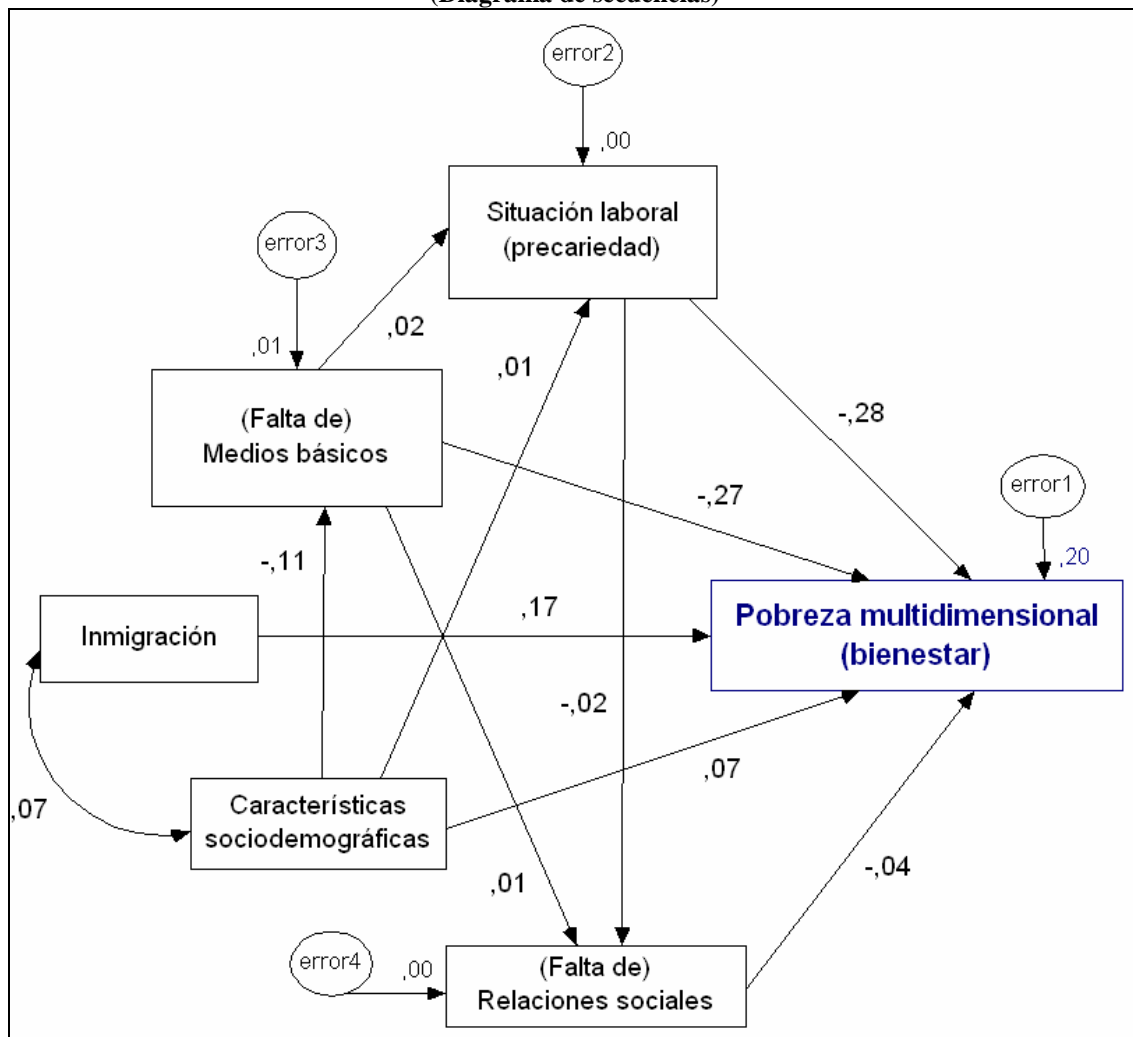 (Diagrama de secuencias)
error2
,00
Situación laboral
(precariedad)
error3
,01
,02
,01
(Falta de)
Medios básicos
-,28
-,27
error1
,20
-,11
Inmigración
,17
Pobreza multidimensional
(bienestar)
-,02
,07
,07
Características
sociodemográficas
,01
-,04
error4
,00
(Falta de)
Relaciones sociales